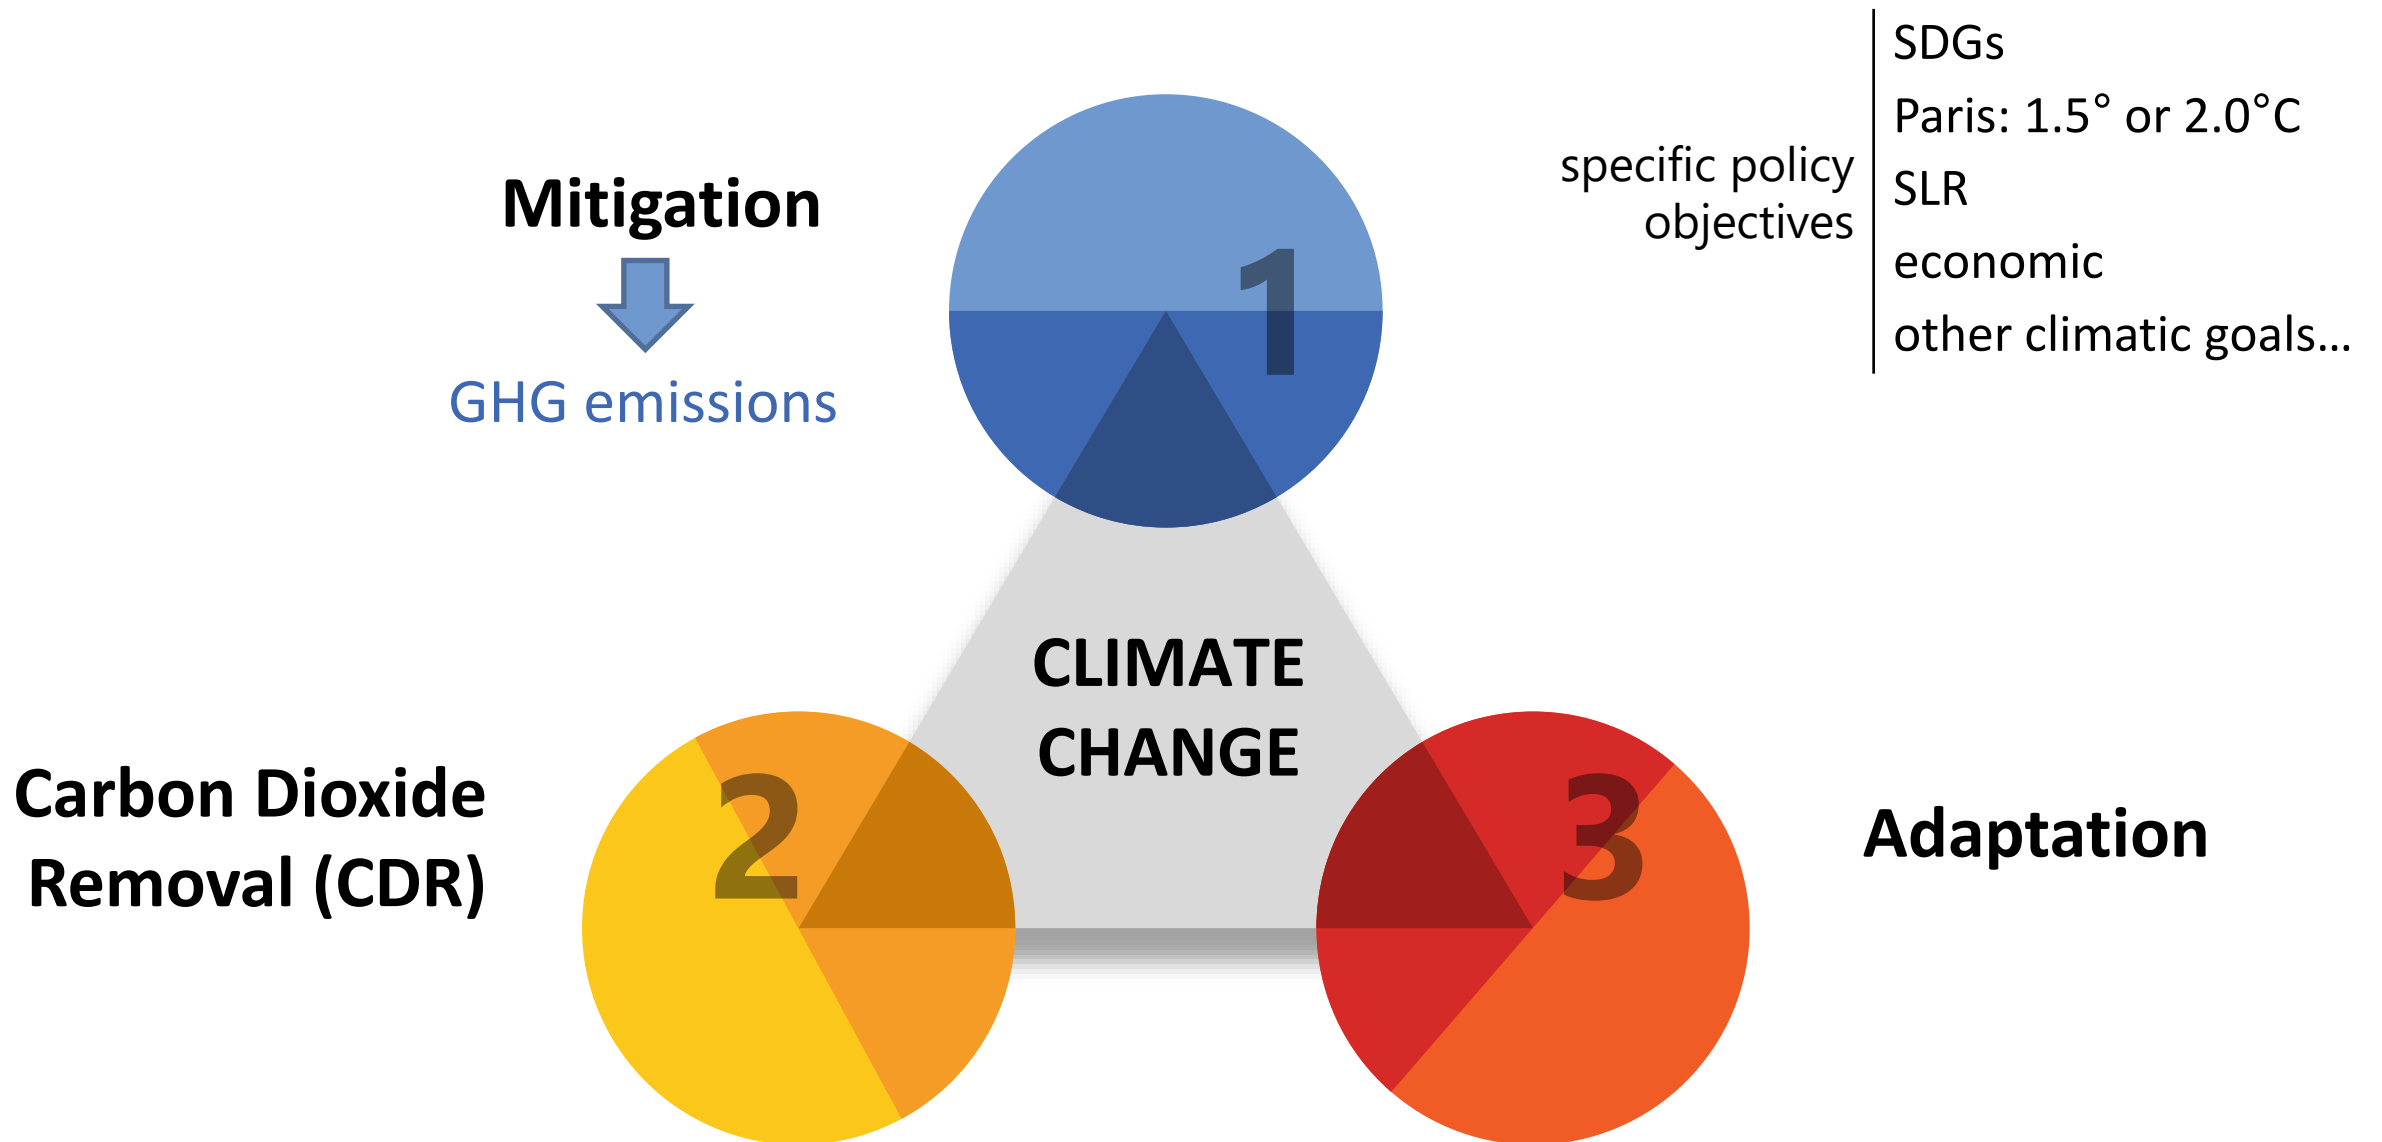 SDGs
Paris: 1.5° or 2.0°C
specific policy
objectives
SLR
economic
other climatic goals...
Mitigation
GHG emissions
1
CLIMATE
CHANGE
Carbon Dioxide
Removal (CDR)
2
3
Adaptation